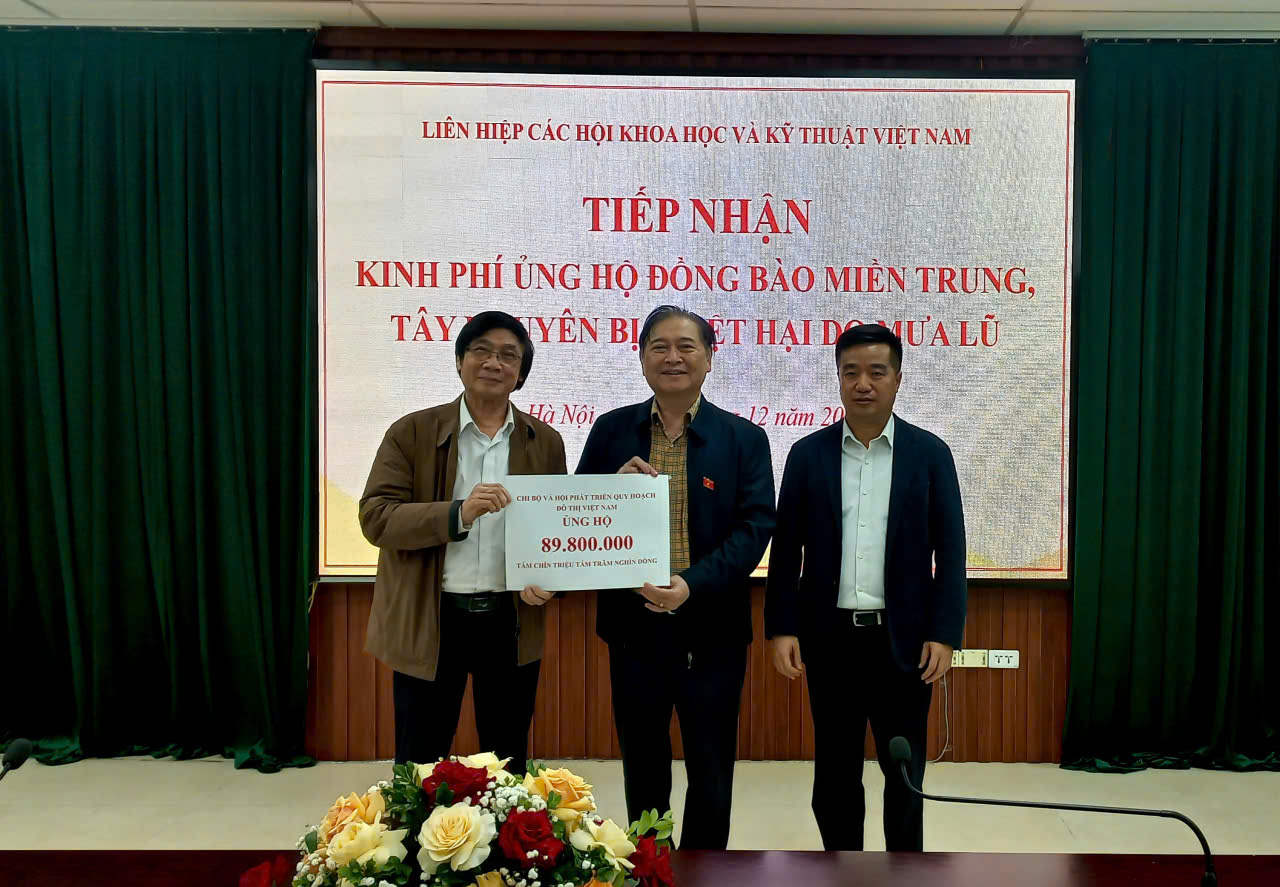 LIÊN HIỆP CÁC HỘI KHOA HỌC VÀ KỸ THUẬT VIỆT NAM
TIẾP NHẬN
KINH PHÍ ỦNG HỘ ĐỒNG BÀO MIỀN TRUNG,
TÂY BỊ HẠI DO MƯA LŨ
Hà Nội 12 năm
CHI BỘ VÀ HỘI PHÁT TRIỂN QUY HOẠCH
ĐÔ THỊ VIỆT NAM
ỦNG HỘ
89.800.000
TÁM CHÍN TRIỆU TÁM TRĂM NGHÌN ĐỒNG